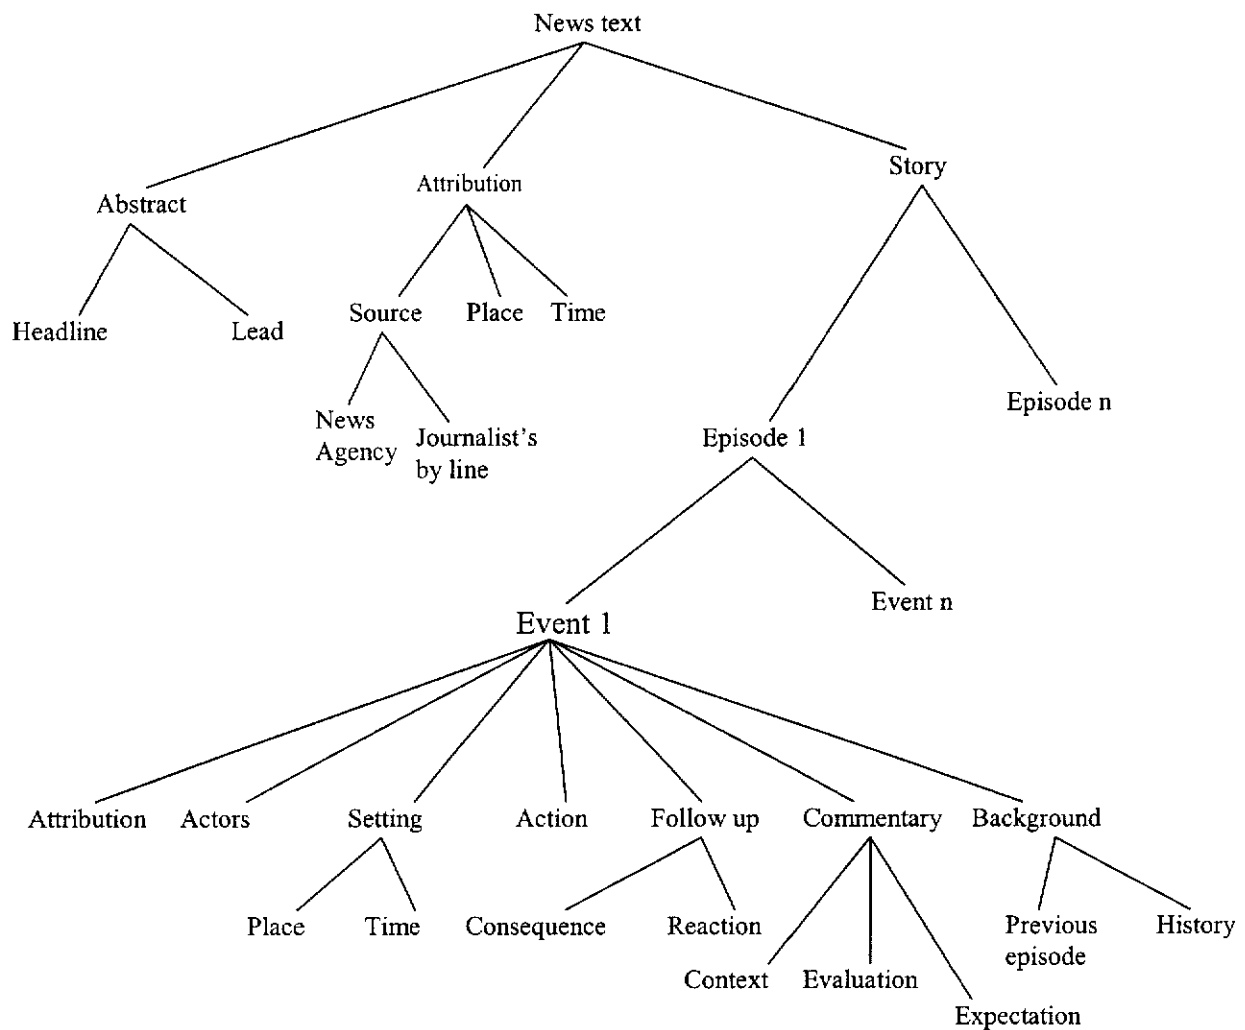 News text
Abstract
Attribution
Story
Headline
Lead
Source
Place
Time
News
Agency
Journalist's
by line
Episode 1
Episode n
Event 1
Event n
Attribution
Actors
Setting
Action
Follow up
Commentary
Background
Place
Time
Consequence
Reaction
Context
Evaluation
Expectation
Previous
episode
History